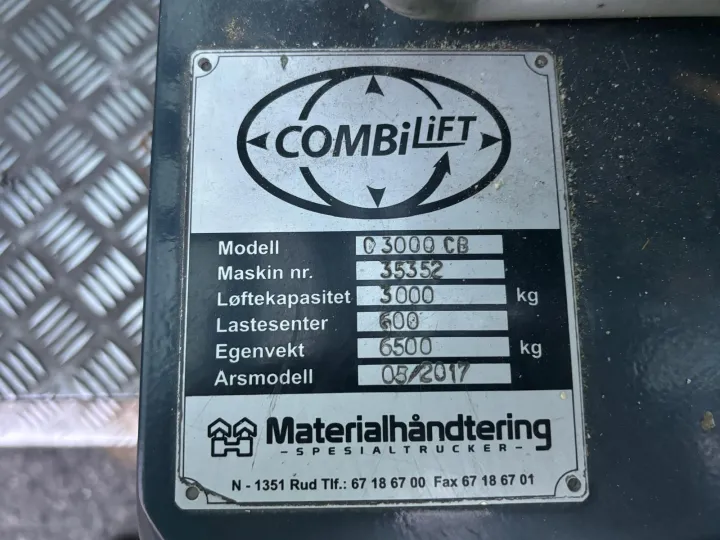 COMBiLiFT
Modell C3000 CB
Maskin nr. 35352
Løftekapasitet 3000 kg
Lastesenter 600
Egenvekt 6500 kg
Arsmodell 05/2017
Materialhåndtering
-SPESIALTRUCKER-
N - 1351 Rud Tlf.: 67 18 67 00 Fax 67 18 67 01